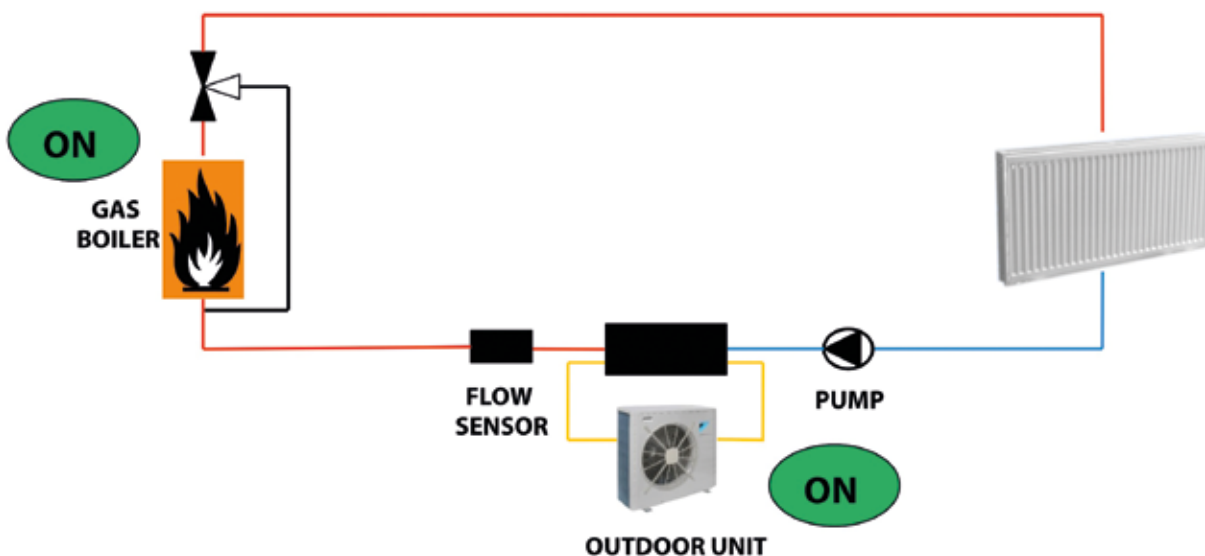 ON
GAS
BOILER
FLOW
SENSOR
PUMP
ON
OUTDOOR UNIT